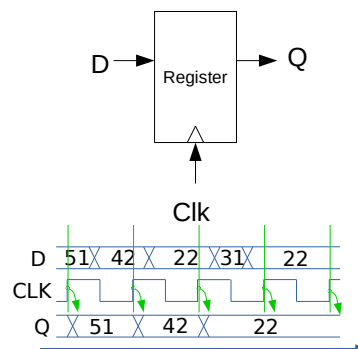 D Register Q
Clk
D 51 42 22 31 22
CLK
Q 51 42 22